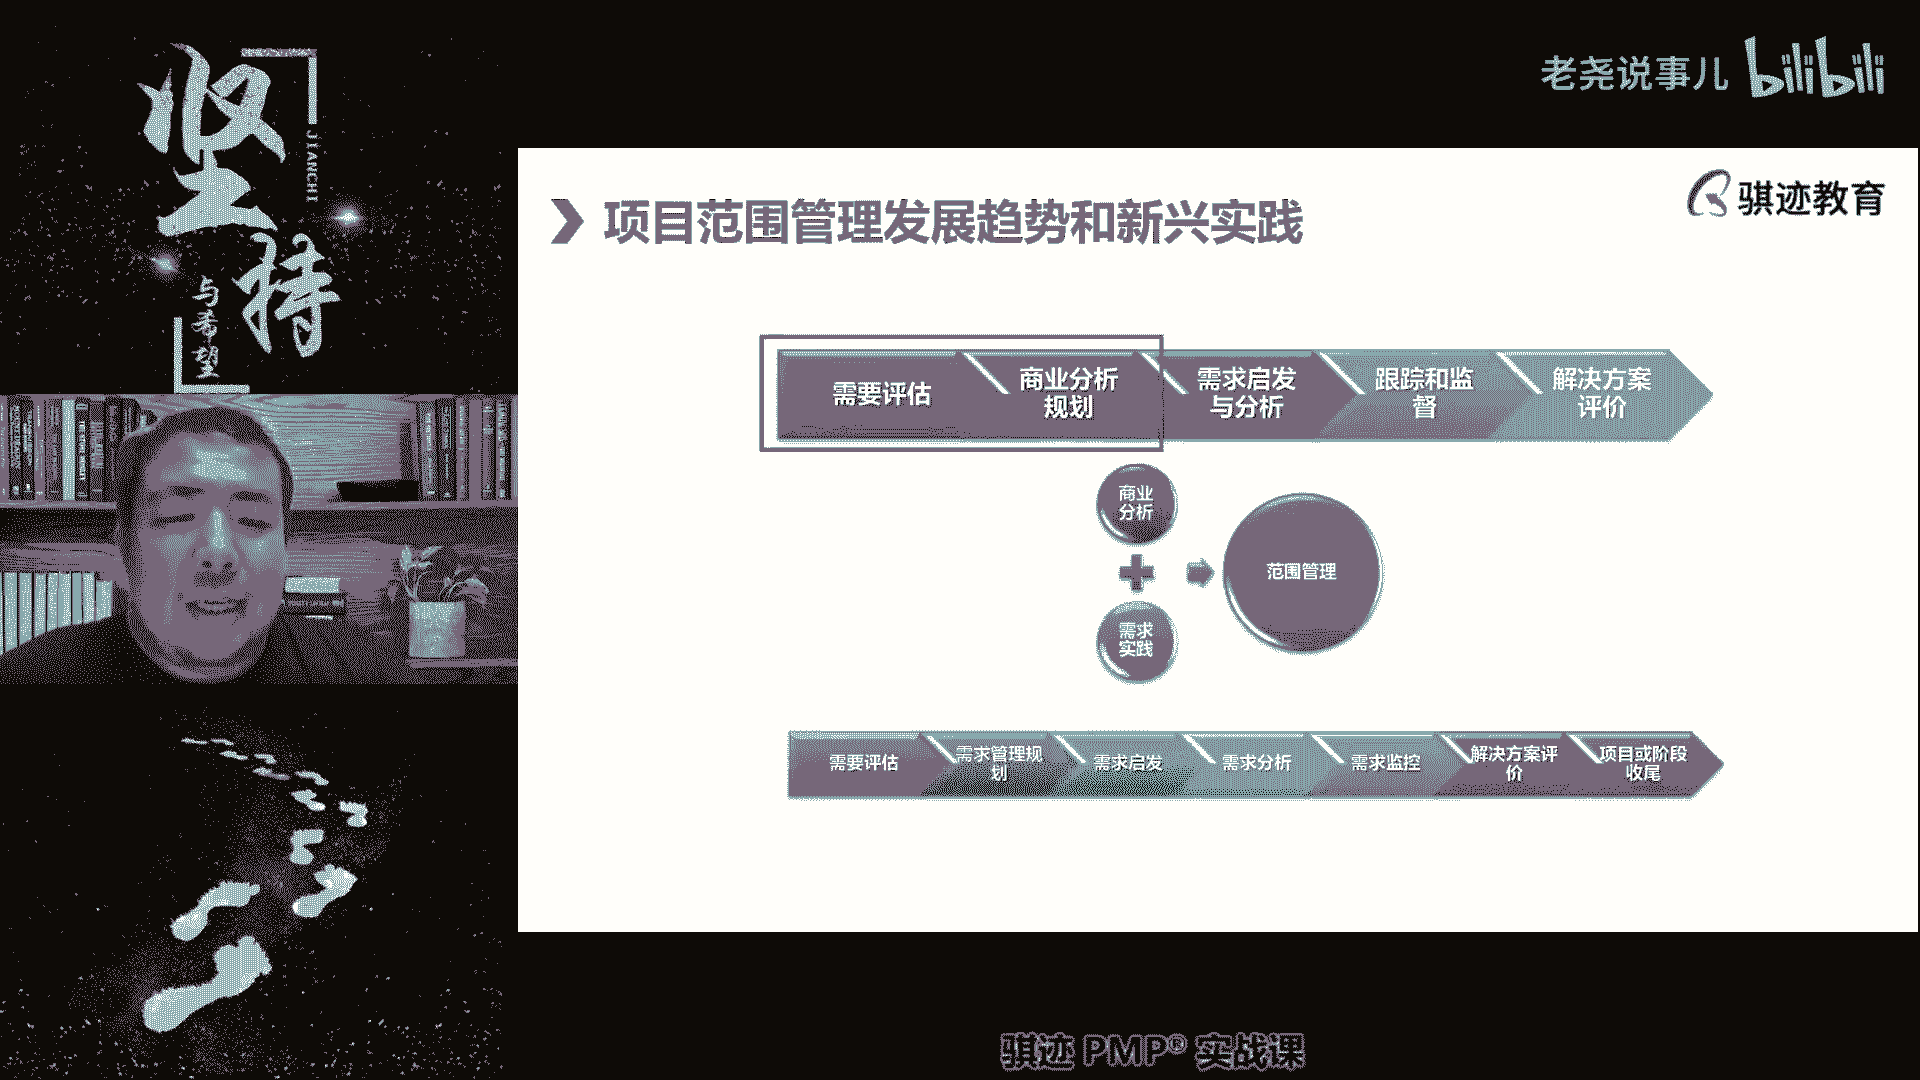 坚持
JIANCHI
与希望
老尧说事儿 bilibili
骐迹教育
项目范围管理发展趋势和新兴实践
需要评估
商业分析
规划
需求启发
与分析
跟踪和监
督
解决方案
评价
商业
分析
需求
实践
范围管理
需要评估
需求管理规
划
需求启发
需求分析
需求监控
解决方案评
价
项目或阶段
收尾
骐迹 PMP® 实战课